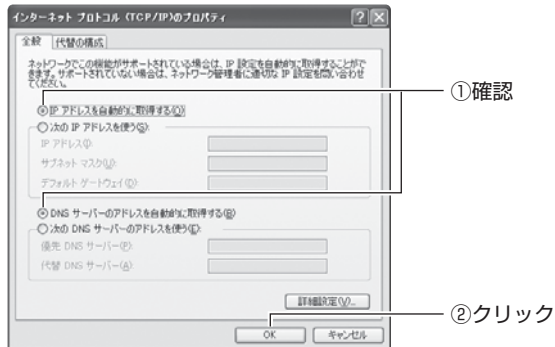 インターネット プロトコル (TCP/IP)のプロパティ
全般
代替の構成
ネットワークでこの機能がサポートされている場合は、IP 設定を自動的に取得することがで
きます。サポートされていない場合は、ネットワーク管理者に適切な IP 設定を問い合わせ
てください。
IP アドレスを自動的に取得する(O)
次の IP アドレスを使う(S):
IP アドレス(I):
サブネット マスク(U):
デフォルト ゲートウェイ(D):
①確認
DNS サーバーのアドレスを自動的に取得する(B)
次の DNS サーバーのアドレスを使う(E):
優先 DNS サーバー(P):
代替 DNS サーバー(A):
詳細設定(V)...
②クリック
OK
キャンセル